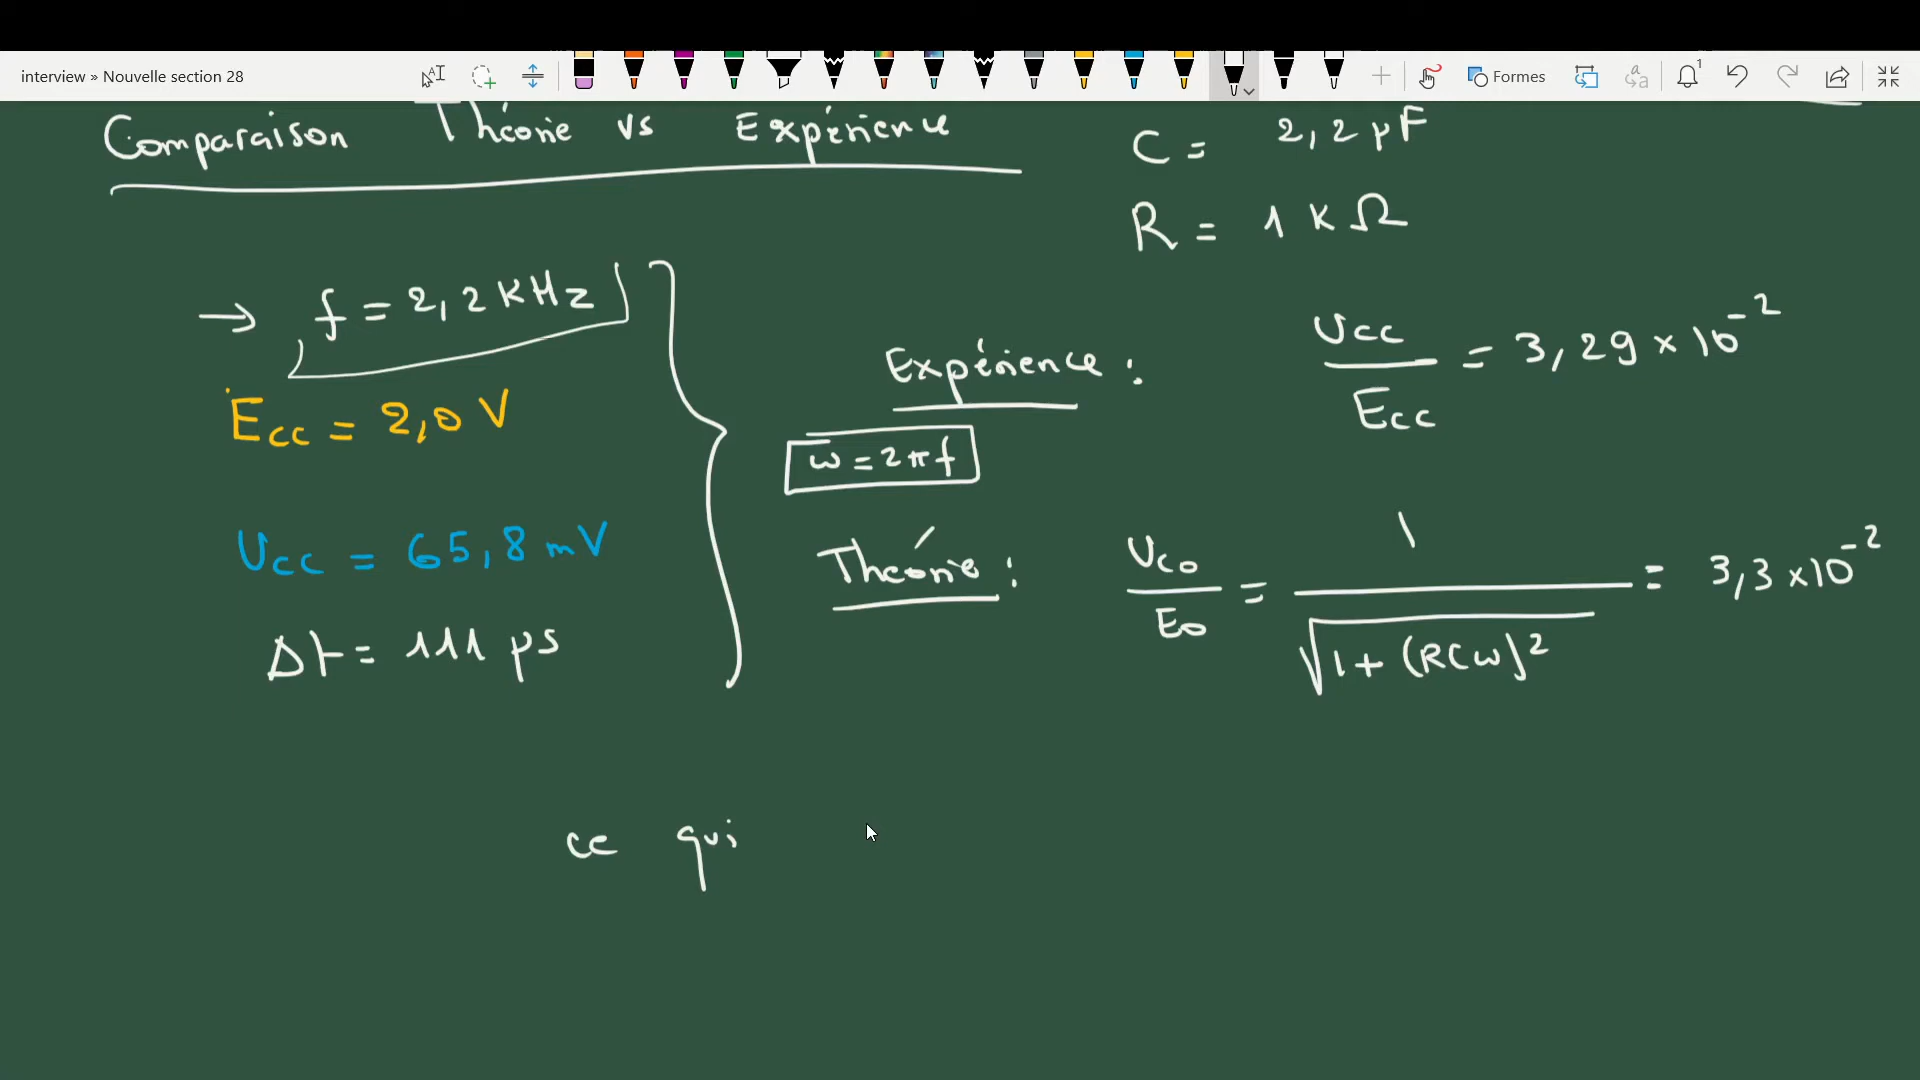 interview » Nouvelle section 28
Formes
1
Comparaison Théorie vs Expérience
C = 2,2 µF
R = 1 k Ω
→ f = 2,2 KHz
Ecc = 2,0 V
Ucc = 65,8 mV
Δt = 111 µs
Expérience : Ucc / Ecc = 3,29 × 10⁻²
ω = 2πf
Théorie : Uco / Eo = 1 / √1 + (RCω)² = 3,3 × 10⁻²
ce qui